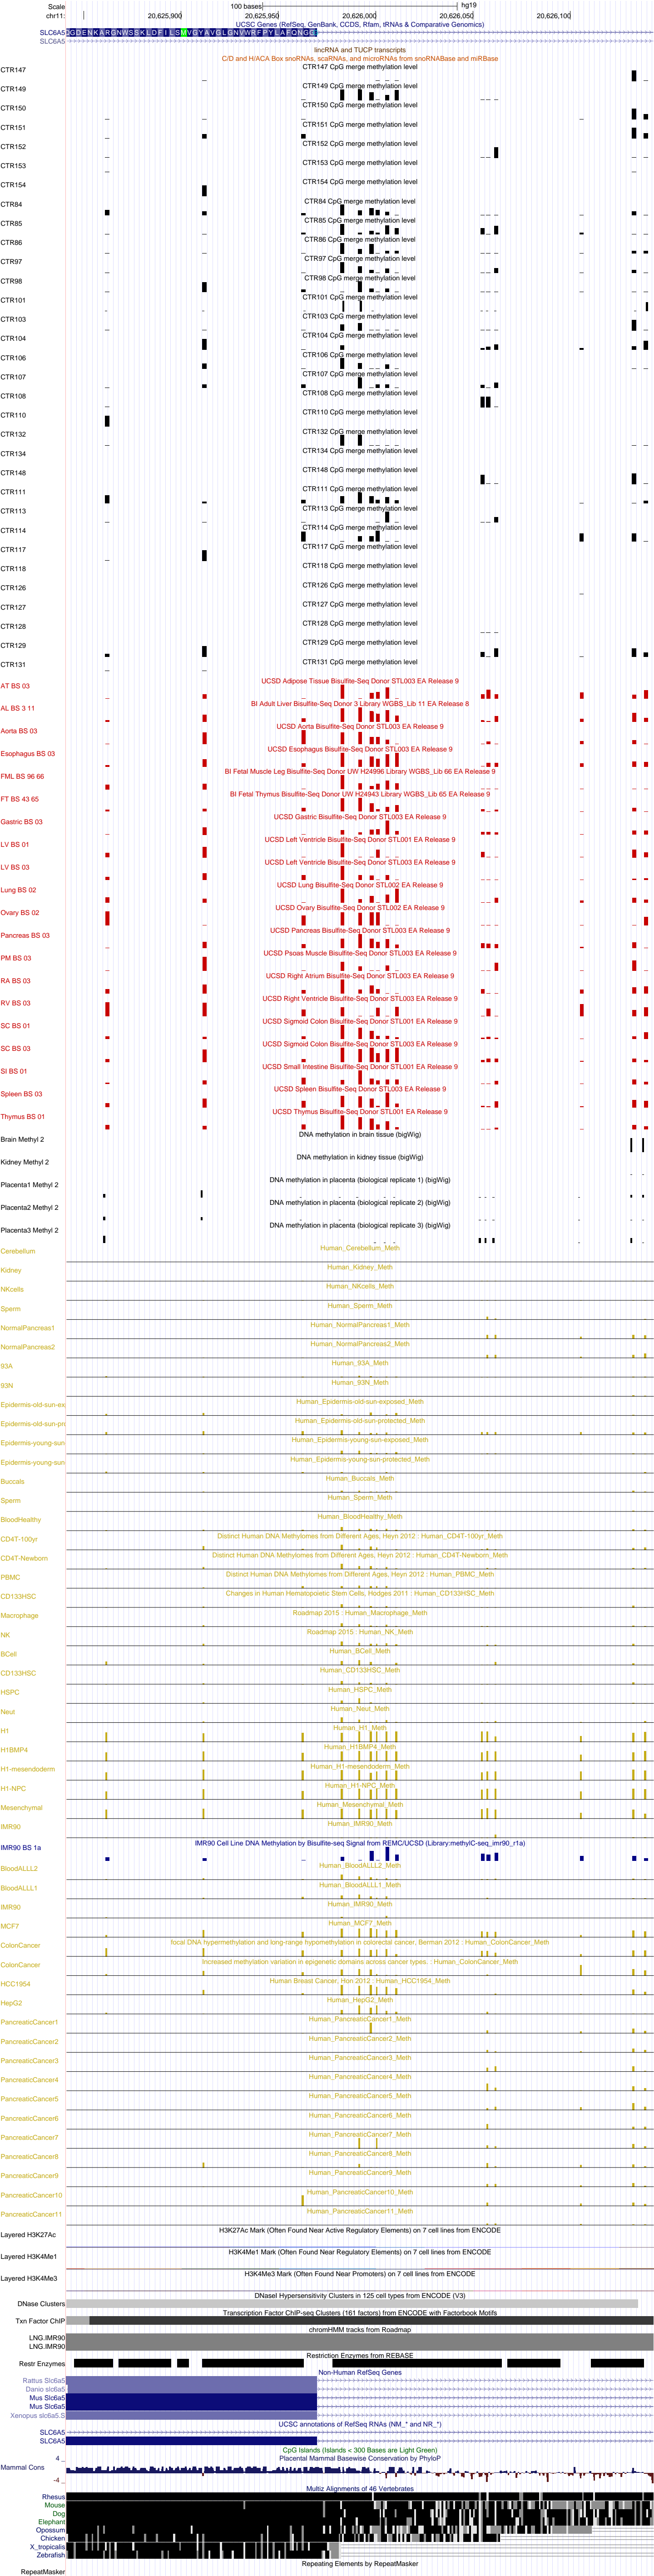 Scale 100 bases hg19
chr11: 20,625,900 20,625,950 20,626,000 20,626,050 20,626,100
UCSC Genes (RefSeq, GenBank, CCDS, Rfam, tRNAs & Comparative Genomics)
SLC6A5
SLC6A5
lincRNA and TUCP transcripts
C/D and H/ACA Box snoRNAs, scaRNAs, and microRNAs from snoRNABase and miRBase
CTR147 CTR147 CpG merge methylation level
CTR149 CTR149 CpG merge methylation level
CTR150 CTR150 CpG merge methylation level
CTR151 CTR151 CpG merge methylation level
CTR152 CTR152 CpG merge methylation level
CTR153 CTR153 CpG merge methylation level
CTR154 CTR154 CpG merge methylation level
CTR84 CTR84 CpG merge methylation level
CTR85 CTR85 CpG merge methylation level
CTR86 CTR86 CpG merge methylation level
CTR97 CTR97 CpG merge methylation level
CTR98 CTR98 CpG merge methylation level
CTR101 CTR101 CpG merge methylation level
CTR103 CTR103 CpG merge methylation level
CTR104 CTR104 CpG merge methylation level
CTR106 CTR106 CpG merge methylation level
CTR107 CTR107 CpG merge methylation level
CTR108 CTR108 CpG merge methylation level
CTR110 CTR110 CpG merge methylation level
CTR132 CTR132 CpG merge methylation level
CTR134 CTR134 CpG merge methylation level
CTR148 CTR148 CpG merge methylation level
CTR111 CTR111 CpG merge methylation level
CTR113 CTR113 CpG merge methylation level
CTR114 CTR114 CpG merge methylation level
CTR117 CTR117 CpG merge methylation level
CTR118 CTR118 CpG merge methylation level
CTR126 CTR126 CpG merge methylation level
CTR127 CTR127 CpG merge methylation level
CTR128 CTR128 CpG merge methylation level
CTR129 CTR129 CpG merge methylation level
CTR131 CTR131 CpG merge methylation level
AT BS 03 UCSD Adipose Tissue Bisulfite-Seq Donor STL003 EA Release 9
AL BS 3 11 BI Adult Liver Bisulfite-Seq Donor 3 Library WGBS_Lib 11 EA Release 8
Aorta BS 03 UCSD Aorta Bisulfite-Seq Donor STL003 EA Release 9
Esophagus BS 03 UCSD Esophagus Bisulfite-Seq Donor STL003 EA Release 9
FML BS 96 66 BI Fetal Muscle Leg Bisulfite-Seq Donor UW H24996 Library WGBS_Lib 66 EA Release 9
FT BS 43 65 BI Fetal Thymus Bisulfite-Seq Donor UW H24943 Library WGBS_Lib 65 EA Release 9
Gastric BS 03 UCSD Gastric Bisulfite-Seq Donor STL003 EA Release 9
LV BS 01 UCSD Left Ventricle Bisulfite-Seq Donor STL001 EA Release 9
LV BS 03 UCSD Left Ventricle Bisulfite-Seq Donor STL003 EA Release 9
Lung BS 02 UCSD Lung Bisulfite-Seq Donor STL002 EA Release 9
Ovary BS 02 UCSD Ovary Bisulfite-Seq Donor STL002 EA Release 9
Pancreas BS 03 UCSD Pancreas Bisulfite-Seq Donor STL003 EA Release 9
PM BS 03 UCSD Psoas Muscle Bisulfite-Seq Donor STL003 EA Release 9
RA BS 03 UCSD Right Atrium Bisulfite-Seq Donor STL003 EA Release 9
RV BS 03 UCSD Right Ventricle Bisulfite-Seq Donor STL003 EA Release 9
SC BS 01 UCSD Sigmoid Colon Bisulfite-Seq Donor STL001 EA Release 9
SC BS 03 UCSD Sigmoid Colon Bisulfite-Seq Donor STL003 EA Release 9
SI BS 01 UCSD Small Intestine Bisulfite-Seq Donor STL001 EA Release 9
Spleen BS 03 UCSD Spleen Bisulfite-Seq Donor STL003 EA Release 9
Thymus BS 01 UCSD Thymus Bisulfite-Seq Donor STL001 EA Release 9
Brain Methyl 2 DNA methylation in brain tissue (bigWig)
Kidney Methyl 2 DNA methylation in kidney tissue (bigWig)
Placenta1 Methyl 2 DNA methylation in placenta (biological replicate 1) (bigWig)
Placenta2 Methyl 2 DNA methylation in placenta (biological replicate 2) (bigWig)
Placenta3 Methyl 2 DNA methylation in placenta (biological replicate 3) (bigWig)
Cerebellum Human_Cerebellum_Meth
Kidney Human_Kidney_Meth
NKcells Human_NKcells_Meth
Sperm Human_Sperm_Meth
NormalPancreas1 Human_NormalPancreas1_Meth
NormalPancreas2 Human_NormalPancreas2_Meth
93A Human_93A_Meth
93N Human_93N_Meth
Epidermis-old-sun-ex Human_Epidermis-old-sun-exposed_Meth
Epidermis-old-sun-pr Human_Epidermis-old-sun-protected_Meth
Epidermis-young-sun Human_Epidermis-young-sun-exposed_Meth
Epidermis-young-sun Human_Epidermis-young-sun-protected_Meth
Buccals Human_Buccals_Meth
Sperm Human_Sperm_Meth
BloodHealthy Human_BloodHealthy_Meth
CD4T-100yr Distinct Human DNA Methylomes from Different Ages, Heyn 2012 : Human_CD4T-100yr_Meth
CD4T-Newborn Distinct Human DNA Methylomes from Different Ages, Heyn 2012 : Human_CD4T-Newborn_Meth
PBMC Distinct Human DNA Methylomes from Different Ages, Heyn 2012 : Human_PBMC_Meth
CD133HSC Changes in Human Hematopoietic Stem Cells, Hodges 2011 : Human_CD133HSC_Meth
Macrophage Roadmap 2015 : Human_Macrophage_Meth
NK Roadmap 2015 : Human_NK_Meth
BCell Human_BCell_Meth
CD133HSC Human_CD133HSC_Meth
HSPC Human_HSPC_Meth
Neut Human_Neut_Meth
H1 Human_H1_Meth
H1BMP4 Human_H1BMP4_Meth
H1-mesendoderm Human_H1-mesendoderm_Meth
H1-NPC Human_H1-NPC_Meth
Mesenchymal Human_Mesenchymal_Meth
IMR90 Human_IMR90_Meth
IMR90 BS 1a IMR90 Cell Line DNA Methylation by Bisulfite-seq Signal from REMC/UCSD (Library:methylC-seq_imr90_r1a)
BloodALLL2 Human_BloodALLL2_Meth
BloodALLL1 Human_BloodALLL1_Meth
IMR90 Human_IMR90_Meth
MCF7 Human_MCF7_Meth
ColonCancer focal DNA hypermethylation and long-range hypomethylation in colorectal cancer, Berman 2012 : Human_ColonCancer_Meth
ColonCancer Increased methylation variation in epigenetic domains across cancer types. : Human_ColonCancer_Meth
HCC1954 Human Breast Cancer, Hon 2012 : Human_HCC1954_Meth
HepG2 Human_HepG2_Meth
PancreaticCancer1 Human_PancreaticCancer1_Meth
PancreaticCancer2 Human_PancreaticCancer2_Meth
PancreaticCancer3 Human_PancreaticCancer3_Meth
PancreaticCancer4 Human_PancreaticCancer4_Meth
PancreaticCancer5 Human_PancreaticCancer5_Meth
PancreaticCancer6 Human_PancreaticCancer6_Meth
PancreaticCancer7 Human_PancreaticCancer7_Meth
PancreaticCancer8 Human_PancreaticCancer8_Meth
PancreaticCancer9 Human_PancreaticCancer9_Meth
PancreaticCancer10 Human_PancreaticCancer10_Meth
PancreaticCancer11 Human_PancreaticCancer11_Meth
Layered H3K27Ac H3K27Ac Mark (Often Found Near Active Regulatory Elements) on 7 cell lines from ENCODE
Layered H3K4Me1 H3K4Me1 Mark (Often Found Near Regulatory Elements) on 7 cell lines from ENCODE
Layered H3K4Me3 H3K4Me3 Mark (Often Found Near Promoters) on 7 cell lines from ENCODE
DNaseI Hypersensitivity Clusters in 125 cell types from ENCODE (V3)
DNase Clusters
Transcription Factor ChIP-seq Clusters (161 factors) from ENCODE with Factorbook Motifs
Txn Factor ChIP
chromHMM tracks from Roadmap
LNG.IMR90
LNG.IMR90
Restriction Enzymes from REBASE
Restr Enzymes
Non-Human RefSeq Genes
Rattus Slc6a5
Danio slc6a5
Mus Slc6a5
Mus Slc6a5
Xenopus slc6a5.S
UCSC annotations of RefSeq RNAs (NM_* and NR_*)
SLC6A5
SLC6A5
CpG Islands (Islands < 300 Bases are Light Green)
4 _ Placental Mammal Basewise Conservation by PhyloP
Mammal Cons
-4 _
Multiz Alignments of 46 Vertebrates
Rhesus
Mouse
Dog
Elephant
Opossum
Chicken
X_tropicalis
Zebrafish
Repeating Elements by RepeatMasker
RepeatMasker